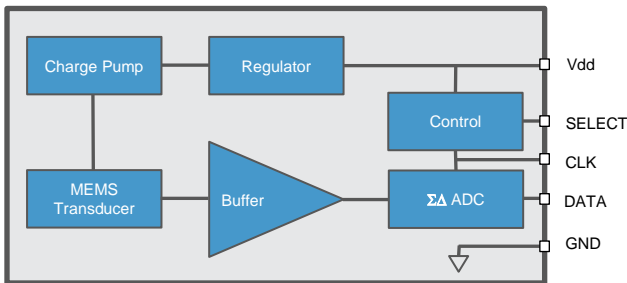 Charge Pump
Regulator
Vdd
Control
SELECT
CLK
MEMS
Transducer
Buffer
ΣΔ ADC
DATA
GND